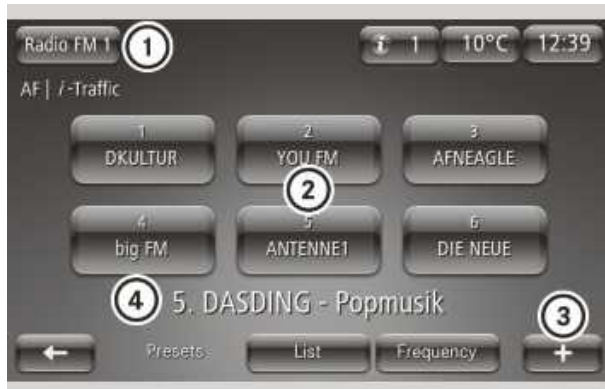 Radio FM 1
1
i 1
10°C
12:39
AF | i-Traffic
1
DKULTUR
2
YOU FM
3
AFNEAGLE
2
4
big FM
5
ANTENNE1
6
DIE NEUE
4
5. DASDING - Popmusik
3
Presets
List
Frequency
+